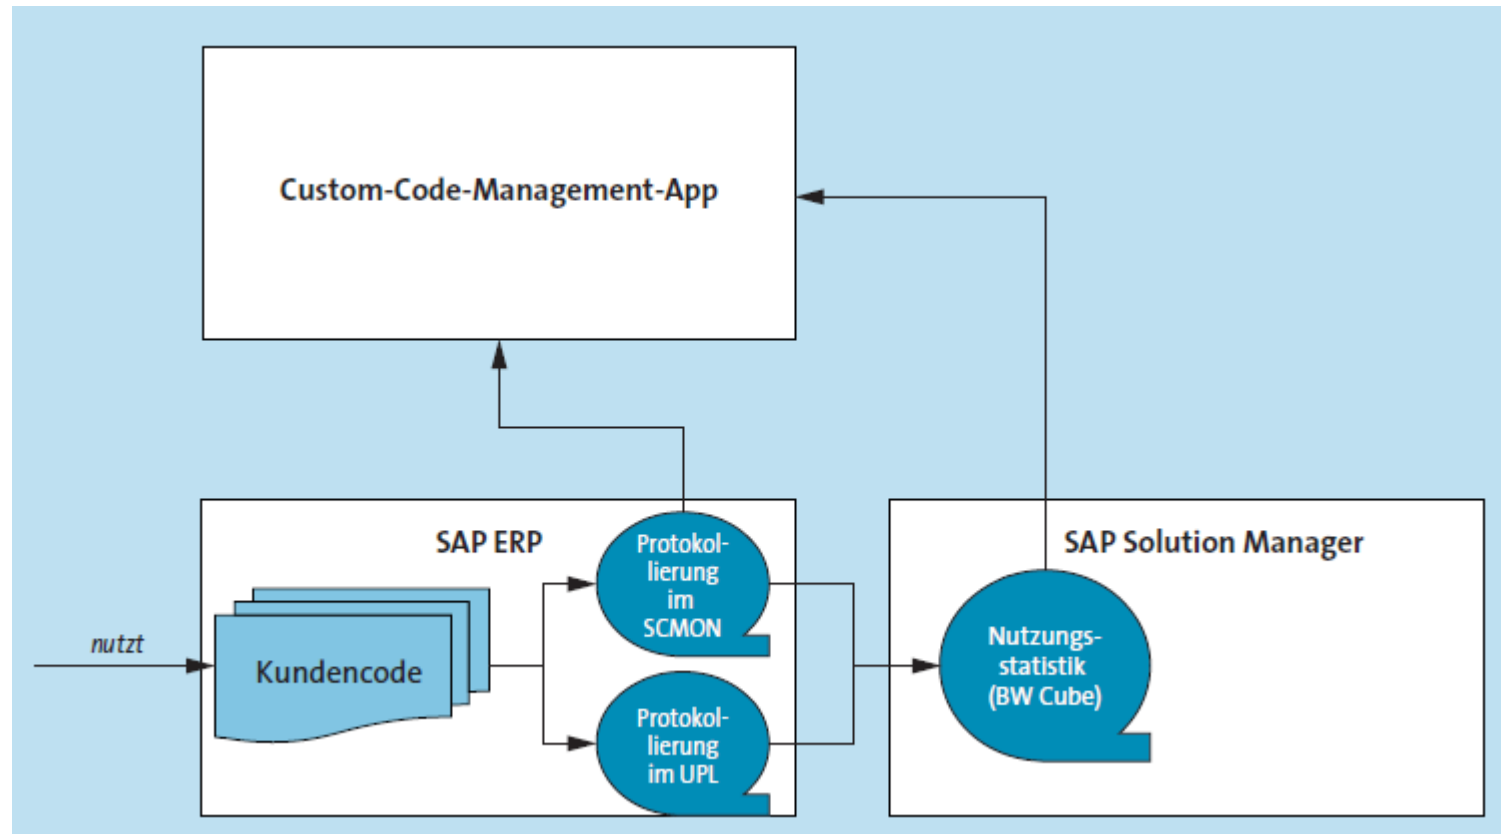 Custom-Code-Management-App
SAP ERP
nutzt
Kundencode
Protokol-
lierung
im
SCMON
Protokol-
lierung
im UPL
SAP Solution Manager
Nutzungs-
statistik
(BW Cube)